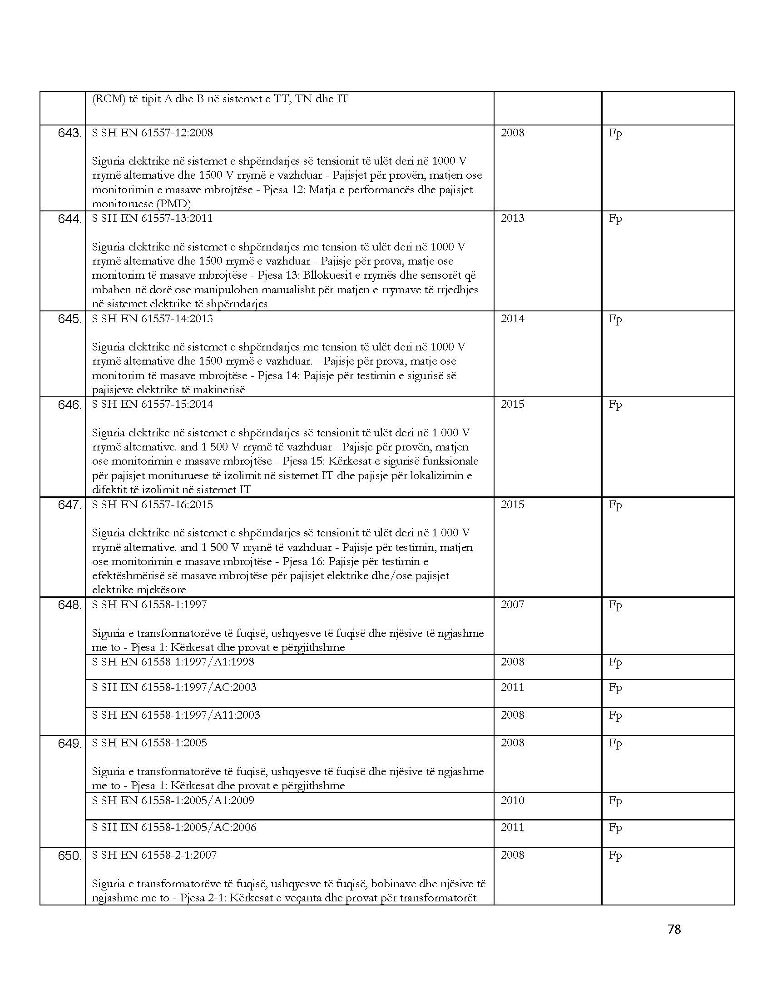 (RCM) të tipit A dhe B në sistemet e TT, TN dhe IT
643. S SH EN 61557-12:2008 2008 Fp
Siguria elektrike në sistemet e shpërndarjes së tensionit të ulët deri në 1000 V
rrymë alternative dhe 1500 V rrymë e vazhduar - Pajisjet për provën, matjen ose
monitorimin e masave mbrojtëse - Pjesa 12: Matja e performancës dhe pajisjet
monitoruese (PMD)
644. S SH EN 61557-13:2011 2013 Fp
Siguria elektrike në sistemet e shpërndarjes me tension të ulët deri në 1000 V
rrymë alternative dhe 1500 rrymë e vazhduar - Pajisje për prova, matje ose
monitorim të masave mbrojtëse - Pjesa 13: Bllokuesit e rrymës dhe sensorët që
mbahen në dorë ose manipulohen manualisht për matjen e rrymave të rrjedhjes
në sistemet elektrike të shpërndarjes
645. S SH EN 61557-14:2013 2014 Fp
Siguria elektrike në sistemet e shpërndarjes me tension të ulët deri në 1000 V
rrymë alternative dhe 1500 rrymë e vazhduar. - Pajisje për prova, matje ose
monitorim të masave mbrojtëse - Pjesa 14: Pajisje për testimin e sigurisë së
pajisjeve elektrike të makinerisë
646. S SH EN 61557-15:2014 2015 Fp
Siguria elektrike në sistemet e shpërndarjes së tensionit të ulët deri në 1 000 V
rrymë alternative. and 1 500 V rrymë të vazhduar - Pajisje për provën, matjen
ose monitorimin e masave mbrojtëse - Pjesa 15: Kërkesat e sigurisë funksionale
për pajisjet monituruese të izolimit në sistemet IT dhe pajisje për lokalizimin e
difektit të izolimit në sistemet IT
647. S SH EN 61557-16:2015 2015 Fp
Siguria elektrike në sistemet e shpërndarjes së tensionit të ulët deri në 1 000 V
rrymë alternative. and 1 500 V rrymë të vazhduar - Pajisje për testimin, matjen
ose monitorimin e masave mbrojtëse - Pjesa 16: Pajisje për testimin e
efektëshmërisë së masave mbrojtëse për pajisjet elektrike dhe/ose pajisjet
elektrike mjekësore
648. S SH EN 61558-1:1997 2007 Fp
Siguria e transformatorëve të fuqisë, ushqyesve të fuqisë dhe njësive të ngjashme
me to - Pjesa 1: Kërkesat dhe provat e përgjithshme
S SH EN 61558-1:1997/A1:1998 2008 Fp
S SH EN 61558-1:1997/AC:2003 2011 Fp
S SH EN 61558-1:1997/A11:2003 2008 Fp
649. S SH EN 61558-1:2005 2008 Fp
Siguria e transformatorëve të fuqisë, ushqyesve të fuqisë dhe njësive të ngjashme
me to - Pjesa 1: Kërkesat dhe provat e përgjithshme
S SH EN 61558-1:2005/A1:2009 2010 Fp
S SH EN 61558-1:2005/AC:2006 2011 Fp
650. S SH EN 61558-2-1:2007 2008 Fp
Siguria e transformatorëve të fuqisë, ushqyesve të fuqisë, bobinave dhe njësive të
ngjashme me to - Pjesa 2-1: Kërkesat e veçanta dhe provat për transformatorët
78